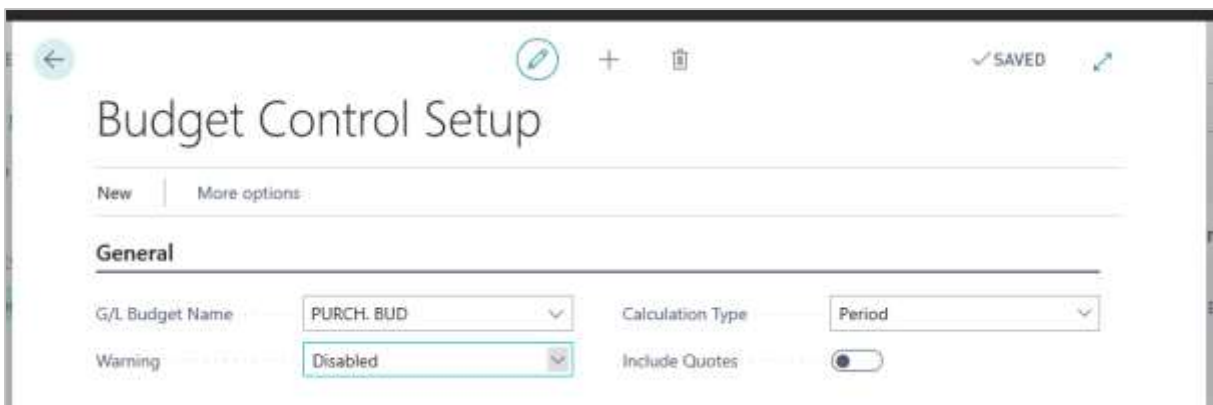 SAVED
Budget Control Setup
New More options
General
G/L Budget Name PURCH. BUD Calculation Type Period
Warning Disabled Include Quotes